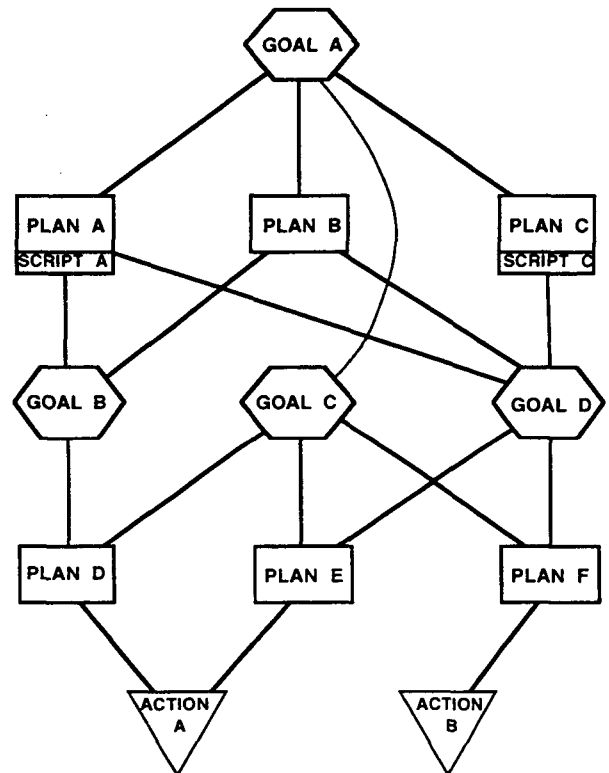 GOAL A
PLAN A
PLAN B
PLAN C
SCRIPT A
SCRIPT C
GOAL B
GOAL C
GOAL D
PLAN D
PLAN E
PLAN F
ACTION
A
ACTION
B